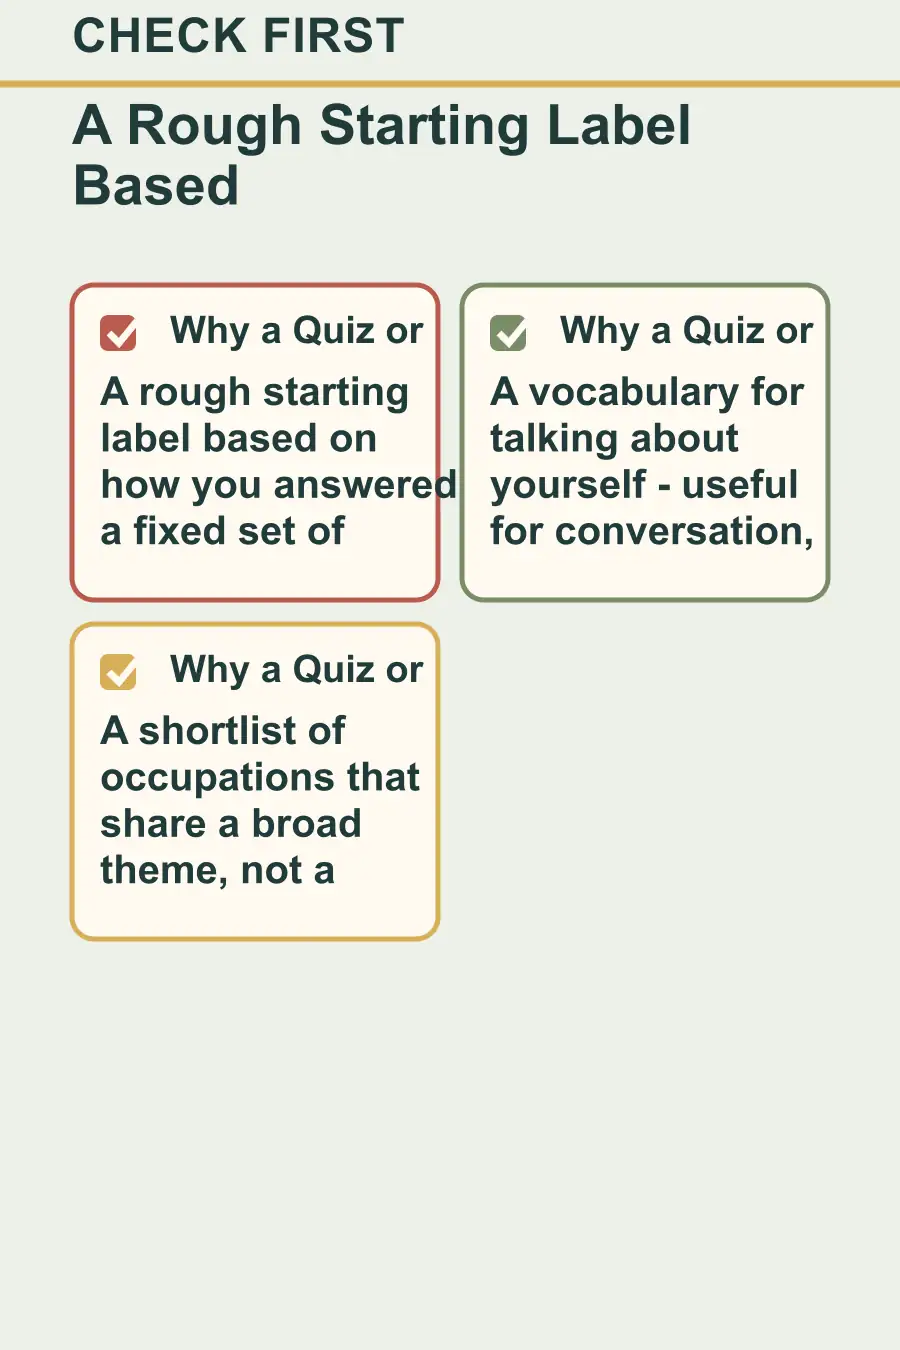 CHECK FIRST
A Rough Starting Label
Based
Why a Quiz or
A rough starting
label based on
how you answered
a fixed set of
Why a Quiz or
A vocabulary for
talking about
yourself - useful
for conversation,
Why a Quiz or
A shortlist of
occupations that
share a broad
theme, not a